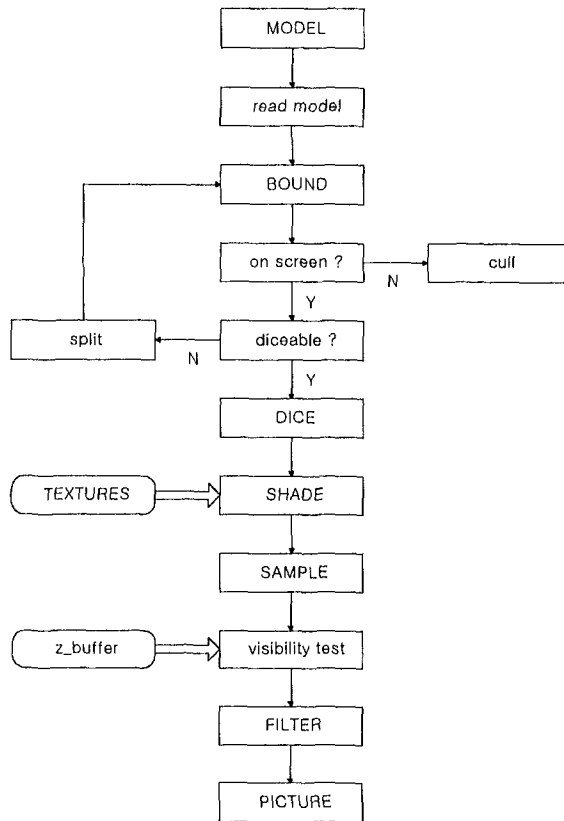 MODEL
read model
BOUND
on screen ?
cull
N
Y
split
diceable ?
N
Y
DICE
TEXTURES
SHADE
SAMPLE
z_buffer
visibility test
FILTER
PICTURE